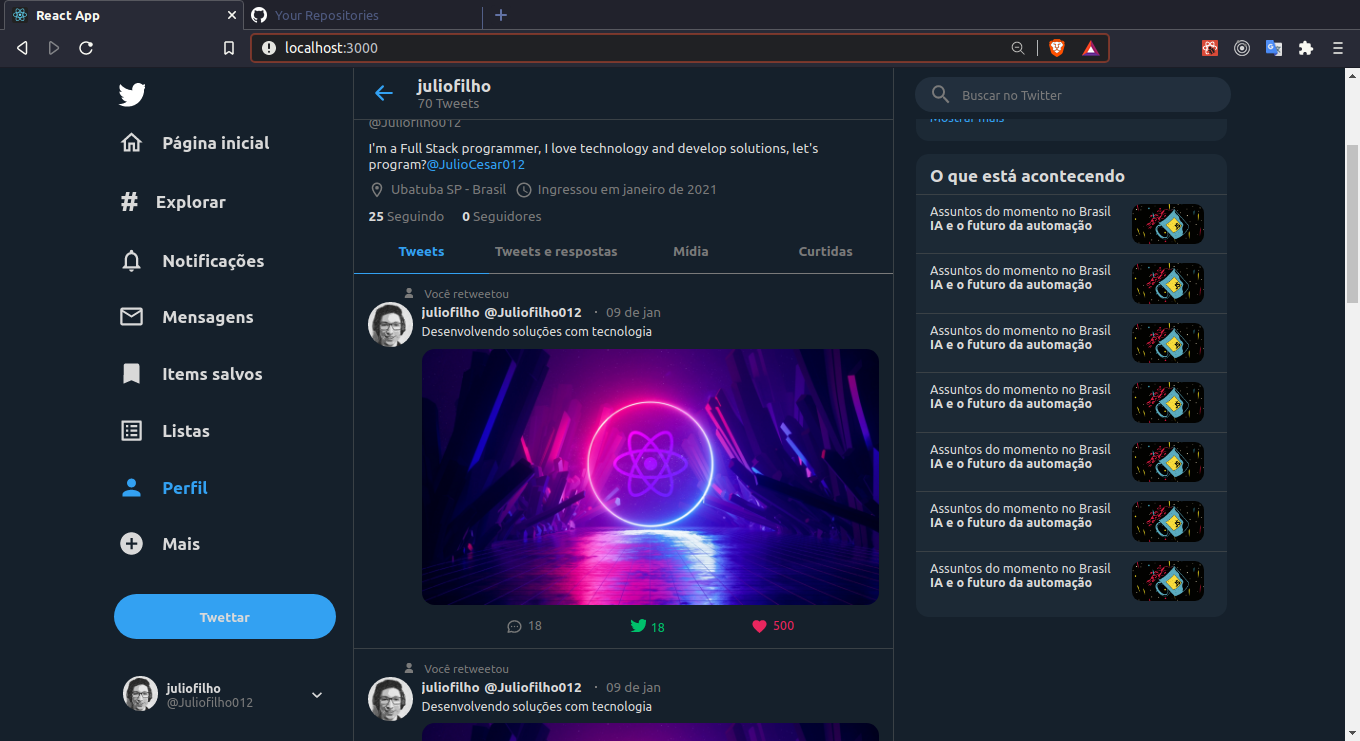 React App
Your Repositories
localhost:3000
Página inicial
Explorar
Notificações
Mensagens
Items salvos
Listas
Perfil
Mais
Twettar
juliofilho
@Juliofilho012
juliofilho
70 Tweets
@Juliofilho012
I'm a Full Stack programmer, I love technology and develop solutions, let's
program?@JulioCesar012
Ubatuba SP - Brasil Ingressou em janeiro de 2021
25 Seguindo 0 Seguidores
Tweets Tweets e respostas Mídia Curtidas
Você retweetou
juliofilho @Juliofilho012 · 09 de jan
Desenvolvendo soluções com tecnologia
18 18 500
Você retweetou
juliofilho @Juliofilho012 · 09 de jan
Desenvolvendo soluções com tecnologia
Buscar no Twitter
Mostrar mais
O que está acontecendo
Assuntos do momento no Brasil
IA e o futuro da automação
Assuntos do momento no Brasil
IA e o futuro da automação
Assuntos do momento no Brasil
IA e o futuro da automação
Assuntos do momento no Brasil
IA e o futuro da automação
Assuntos do momento no Brasil
IA e o futuro da automação
Assuntos do momento no Brasil
IA e o futuro da automação
Assuntos do momento no Brasil
IA e o futuro da automação